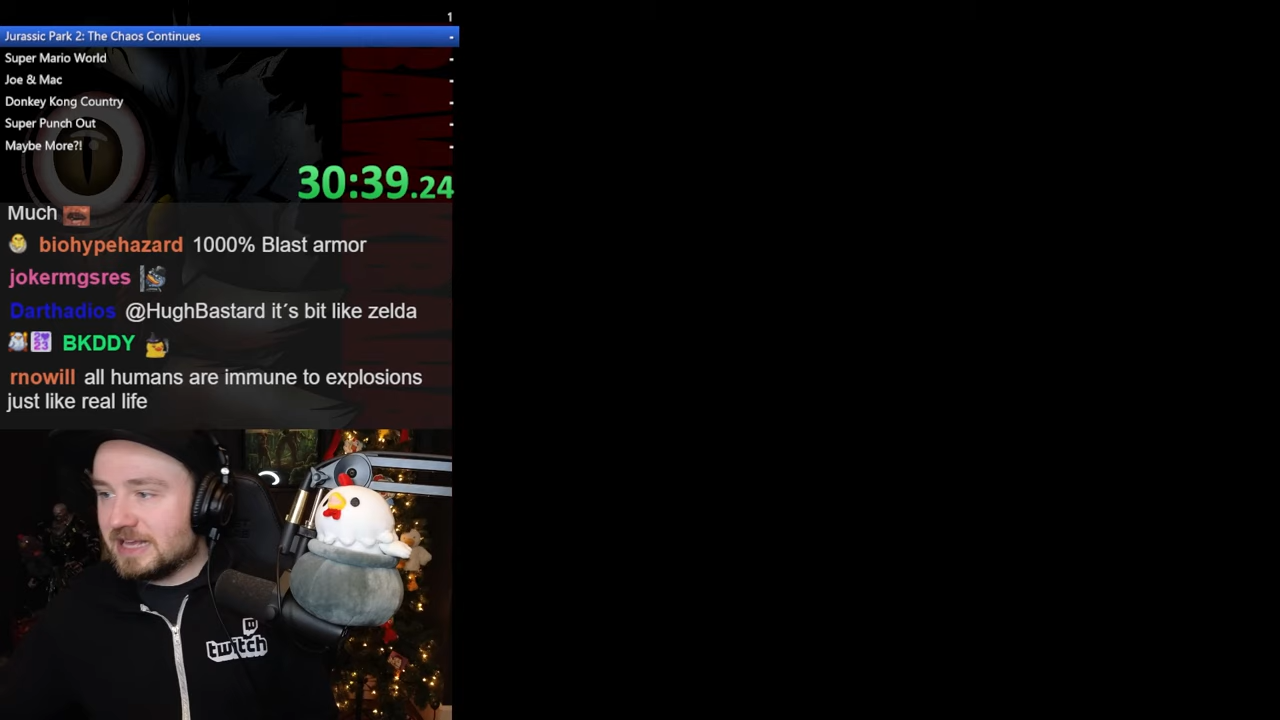 1
Jurassic Park 2: The Chaos Continues -
Super Mario World -
Joe & Mac -
Donkey Kong Country -
Super Punch Out -
Maybe More?! -
30:39.24
Much
biohypehazard 1000% Blast armor
jokermgsres
Darthadios @HughBastard it´s bit like zelda
BKDDY
rnowill all humans are immune to explosions
just like real life
twitch